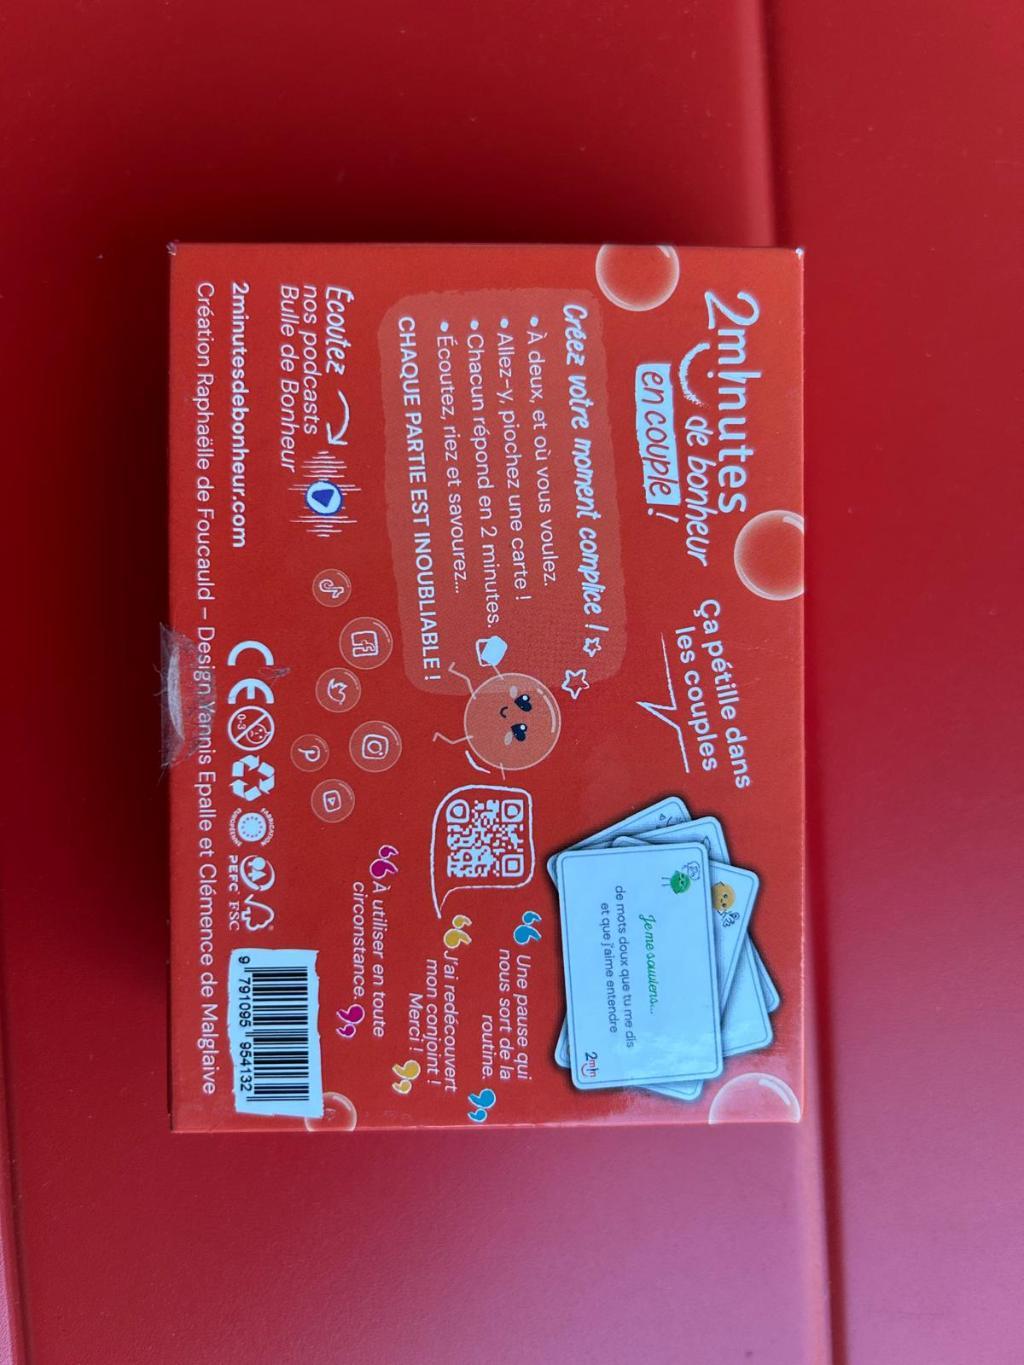 2minutes
de bonheur
en couple !
Ça pétille dans
les couples
Créez votre moment complice !
• À deux, et où vous voulez.
• Allez-y, piochez une carte !
• Chacun répond en 2 minutes.
• Écoutez, riez et savourez...
CHAQUE PARTIE EST INOUBLIABLE !
Je me souviens...
de mots doux que tu me dis
et que j'aime entendre
2min
Une pause qui
nous sort de la
routine.
J'ai redécouvert
mon conjoint !
Merci !
À utiliser en toute
circonstance.
Écoutez
nos podcasts
Bulle de Bonheur
2minutesdebonheur.com
CE
0-3
PEFC FSC
9 791095 954132
Création Raphaëlle de Foucauld – Design Yannis Epalle et Clémence de Malglaive